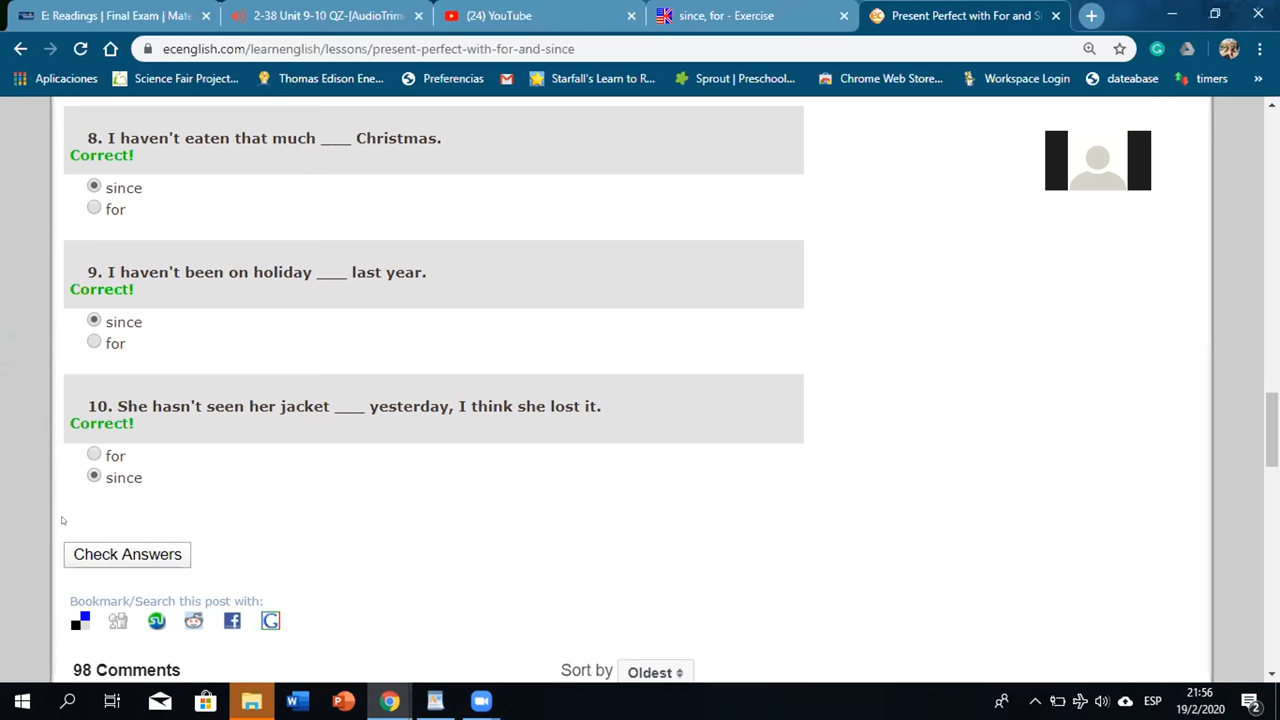 E: Readings | Final Exam | Mate
2-38 Unit 9-10 QZ-[AudioTrim
(24) YouTube
since, for - Exercise
Present Perfect with For and Si
ecenglish.com/learnenglish/lessons/present-perfect-with-for-and-since
Aplicaciones
Science Fair Project...
Thomas Edison Ene...
Preferencias
Starfall's Learn to R...
Sprout | Preschool...
Chrome Web Store...
Workspace Login
dateabase
timers
»
8. I haven't eaten that much ___ Christmas.
Correct!
since
for
9. I haven't been on holiday ___ last year.
Correct!
since
for
10. She hasn't seen her jacket ___ yesterday, I think she lost it.
Correct!
for
since
Check Answers
Bookmark/Search this post with:
98 Comments
Sort by
Oldest
ESP
21:56
19/2/2020
2